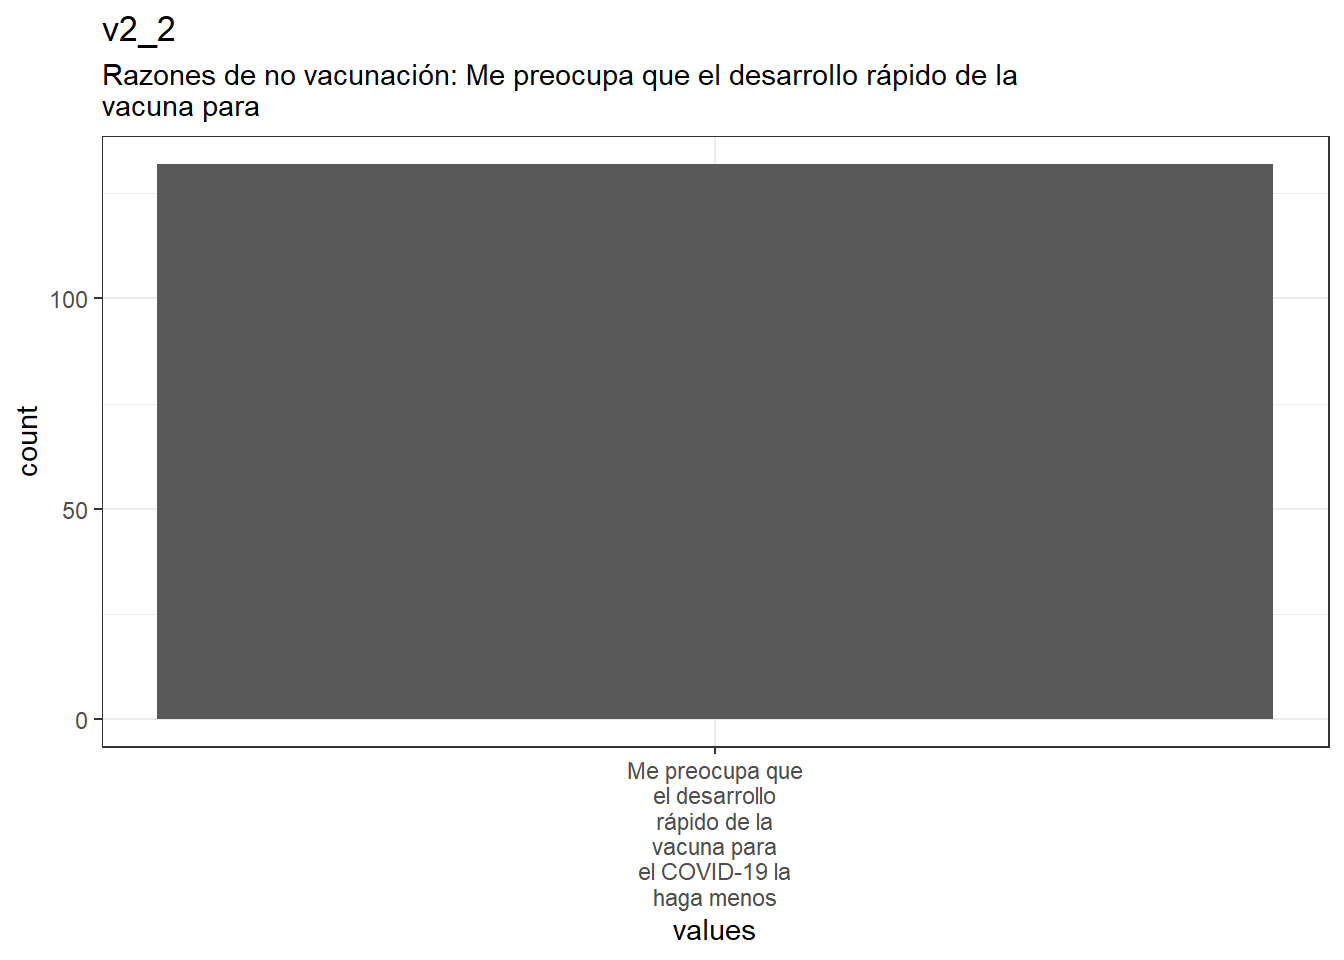 v2_2
Razones de no vacunación: Me preocupa que el desarrollo rápido de la
vacuna para
count
100
50
0
Me preocupa que
el desarrollo
rápido de la
vacuna para
el COVID-19 la
haga menos
values